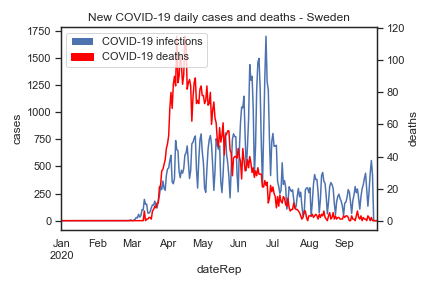 New COVID-19 daily cases and deaths - Sweden
COVID-19 infections
COVID-19 deaths
cases
1750
1500
1250
1000
750
500
250
0
deaths
120
100
80
60
40
20
0
Jan Feb Mar Apr May Jun Jul Aug Sep
2020
dateRep